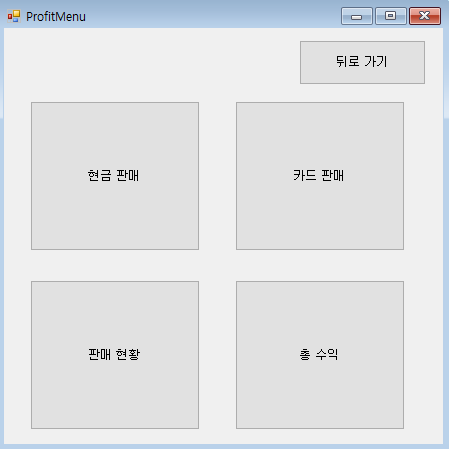 ProfitMenu
뒤로 가기
현금 판매
카드 판매
판매 현황
총 수익